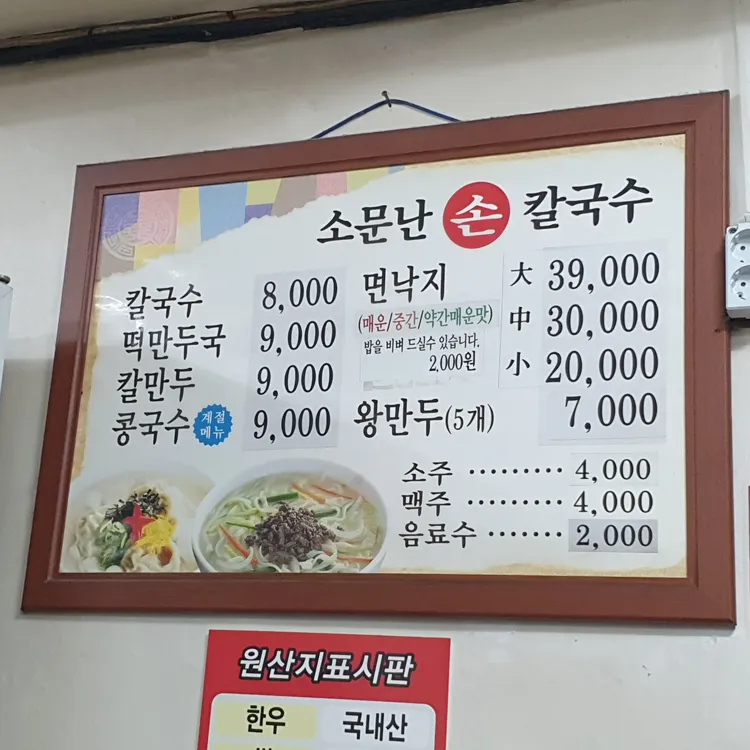 소문난 손 칼국수
칼국수 8,000
떡만두국 9,000
칼만두 9,000
콩국수 계절메뉴 9,000
면낙지 大 39,000
(매운/중간/약간매운맛) 中 30,000
밥을 비벼 드실수 있습니다.
2,000원
小 20,000
왕만두(5개) 7,000
소주 ········· 4,000
맥주 ········· 4,000
음료수 ······· 2,000
원산지표시판
한우 국내산